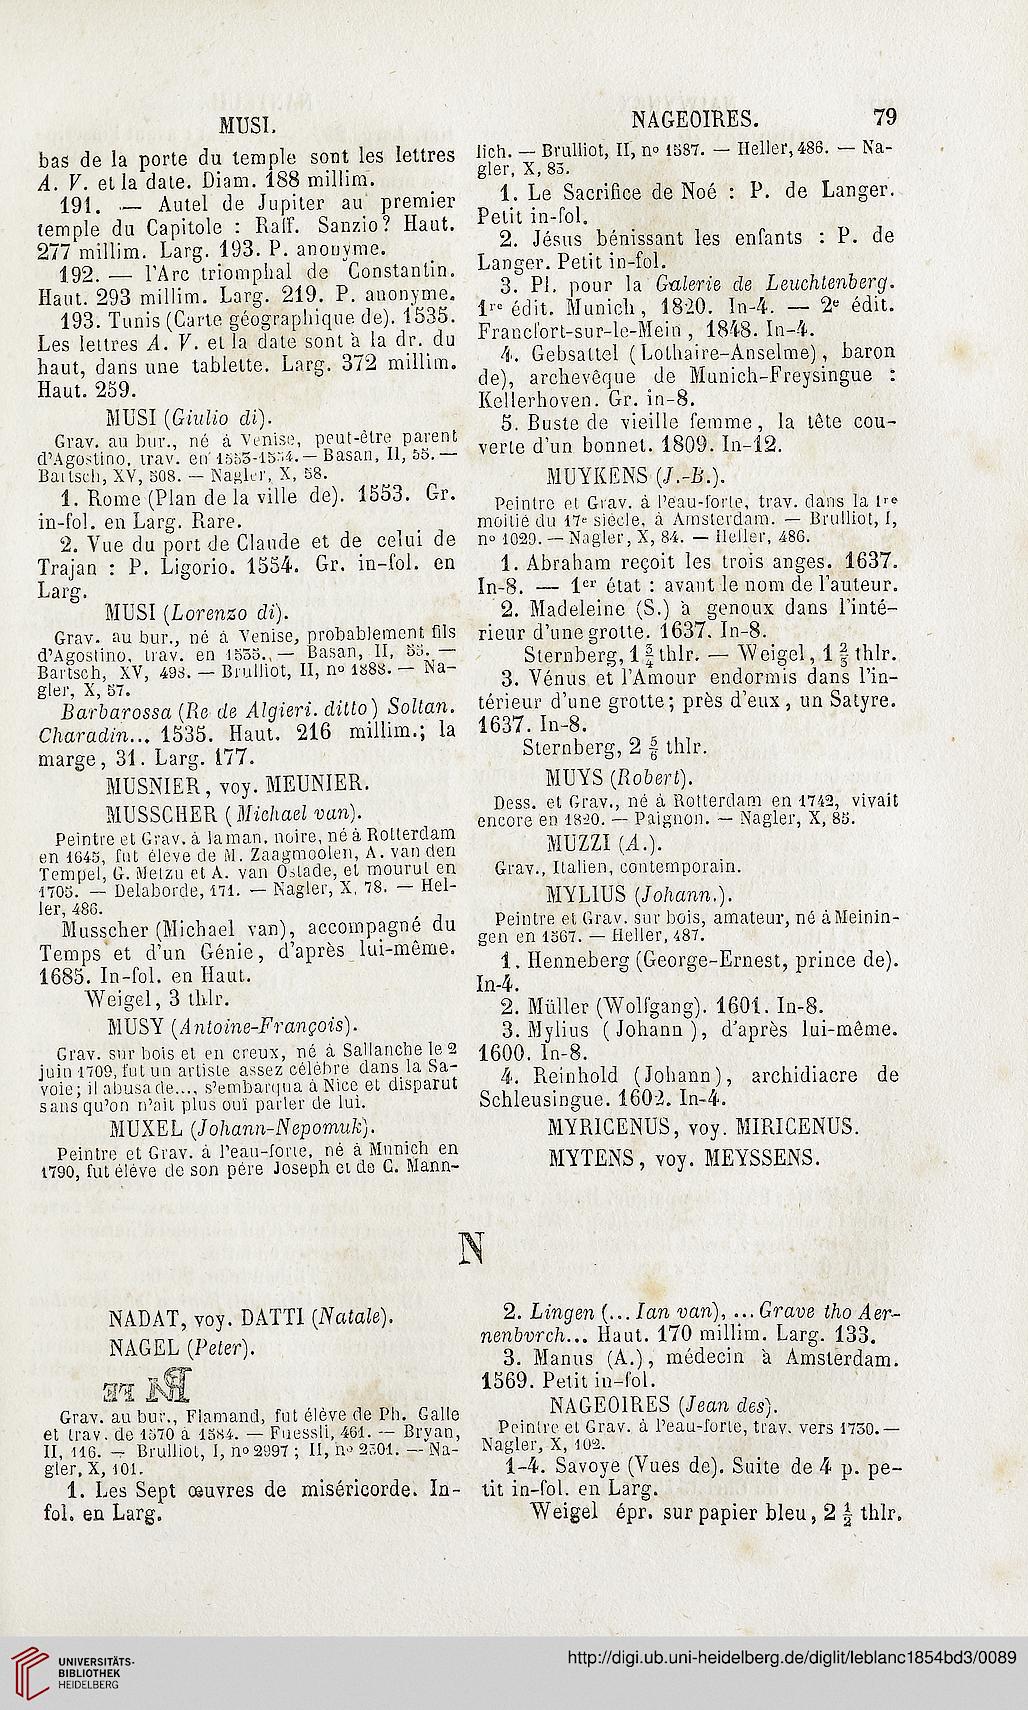 MUSI.
NAGEOIRES. 79
bas de la porte du temple sont les lettres
A. V. et la date. Diam. 188 millim.
191. — Autel de Jupiter au premier
temple du Capitole : Raff. Sanzio? Haut.
277 millim. Larg. 193. P. anonyme.
192. — l'Arc triomphal de Constantin.
Haut. 293 millim. Larg. 219. P. anonyme.
193. Tunis (Carte géographique de). 1535.
Les lettres A. V. et la date sont à la dr. du
haut, dans une tablette. Larg. 372 millim.
Haut. 259.
MUSI (Giulio di).
Grav. au bur., né à Venise, peut-être parent
d'Agostino, trav. en 1553-1554. — Basan, II, 55. —
Bartsch, XV, 508. — Nagler, X, 58.
1. Rome (Plan de la ville de). 1553. Gr.
in-fol. en Larg. Rare.
2. Vue du port de Claude et de celui de
Trajan : P. Ligorio. 1554. Gr. in-fol. en
Larg.
MUSI (Lorenzo di).
Grav. au bur., né à Venise, probablement fils
d'Agostino, trav. en 1535. — Basan, II, 55. —
Bartsch, XV, 498. — Brulliot, II, n° 1888. — Na-
gler, X, 57.
Barbarossa (Re de Algieri. ditto) Soltan.
Charadin... 1535. Haut. 216 millim.; la
marge, 31. Larg. 177.
MUSNIER, voy. MEUNIER.
MUSSCHER (Michael van).
Peintre et Grav. à la man. noire, né à Rotterdam
en 1645, fut élève de M. Zaagmoolen, A. van den
Tempel, G. Metzu et A. van Ostade, et mourut en
1705. — Delaborde, 171. — Nagler, X, 78. — Hel-
ler, 486.
Musscher (Michael van), accompagné du
Temps et d'un Génie, d'après lui-même.
1685. In-fol. en Haut.
Weigel, 3 thlr.
MUSY (Antoine-François).
Grav. sur bois et en creux, né à Sallanche le 2
juin 1709, fut un artiste assez célèbre dans la Sa-
voie; il abusa de..., s'embarqua à Nice et disparut
sans qu'on n'ait plus ouï parler de lui.
MUXEL (Johann-Nepomuk).
Peintre et Grav. à l'eau-forte, né à Munich en
1790, fut élève de son père Joseph et de C. Mann-
lich. — Brulliot, II, n° 1587. — Heller, 486. — Na-
gler, X, 83.
1. Le Sacrifice de Noé : P. de Langer.
Petit in-fol.
2. Jésus bénissant les enfants : P. de
Langer. Petit in-fol.
3. Pl. pour la Galerie de Leuchtenberg.
1re édit. Munich, 1820. In-4. — 2e édit.
Francfort-sur-le-Mein, 1848. In-4.
4. Gebsattel (Lothaire-Anselme), baron
de), archevêque de Munich-Freysingue :
Kellerhoven. Gr. in-8.
5. Buste de vieille femme, la tête cou-
verte d'un bonnet. 1809. In-12.
MUYKENS (J.-B.).
Peintre et Grav. à l'eau-forte, trav. dans la 1re
moitié du 17e siècle, à Amsterdam. — Brulliot, I,
n° 1029. — Nagler, X, 84. — Heller, 486.
1. Abraham reçoit les trois anges. 1637.
In-8. — 1er état : avant le nom de l'auteur.
2. Madeleine (S.) à genoux dans l'inté-
rieur d'une grotte. 1637. In-8.
Sternberg, 1 3/4 thlr. — Weigel, 1 2/3 thlr.
3. Vénus et l'Amour endormis dans l'in-
térieur d'une grotte; près d'eux, un Satyre.
1637. In-8.
Sternberg, 2 5/6 thlr.
MUYS (Robert).
Dess. et Grav., né à Rotterdam en 1742, vivait
encore en 1820. — Paignon. — Nagler, X, 85.
MUZZI (A.).
Grav., Italien, contemporain.
MYLIUS (Johann.).
Peintre et Grav. sur bois, amateur, né à Meinin-
gen en 1567. — Heller, 487.
1. Henneberg (George-Ernest, prince de).
In-4.
2. Müller (Wolfgang). 1601. In-8.
3. Mylius (Johann), d'après lui-même.
1600. In-8.
4. Reinhold (Johann), archidiacre de
Schleusingue. 1602. In-4.
MYRICENUS, voy. MIRICENUS.
MYTENS, voy. MEYSSENS.
N
NADAT, voy. DATTI (Natale).
NAGEL (Peter).
Grav. au bur., Flamand, fut élève de Ph. Galle
et trav. de 1570 à 1584. — Fuessli, 461. — Bryan,
II, 116. — Brulliot, I, n° 2997; II, n° 2301. — Na-
gler, X, 101.
1. Les Sept œuvres de miséricorde. In-
fol. en Larg.
2. Lingen (... Ian van), ... Grave tho Aer-
nenbvrch... Haut. 170 millim. Larg. 133.
3. Manus (A.), médecin à Amsterdam.
1569. Petit in-fol.
NAGEOIRES (Jean des).
Peintre et Grav. à l'eau-forte, trav. vers 1730. —
Nagler, X, 102.
1-4. Savoye (Vues de). Suite de 4 p. pe-
tit in-fol. en Larg.
Weigel épr. sur papier bleu, 2 1/2 thlr.
UNIVERSITÄTS-
BIBLIOTHEK
HEIDELBERG
http://digi.ub.uni-heidelberg.de/diglit/leblanc1854bd3/0089